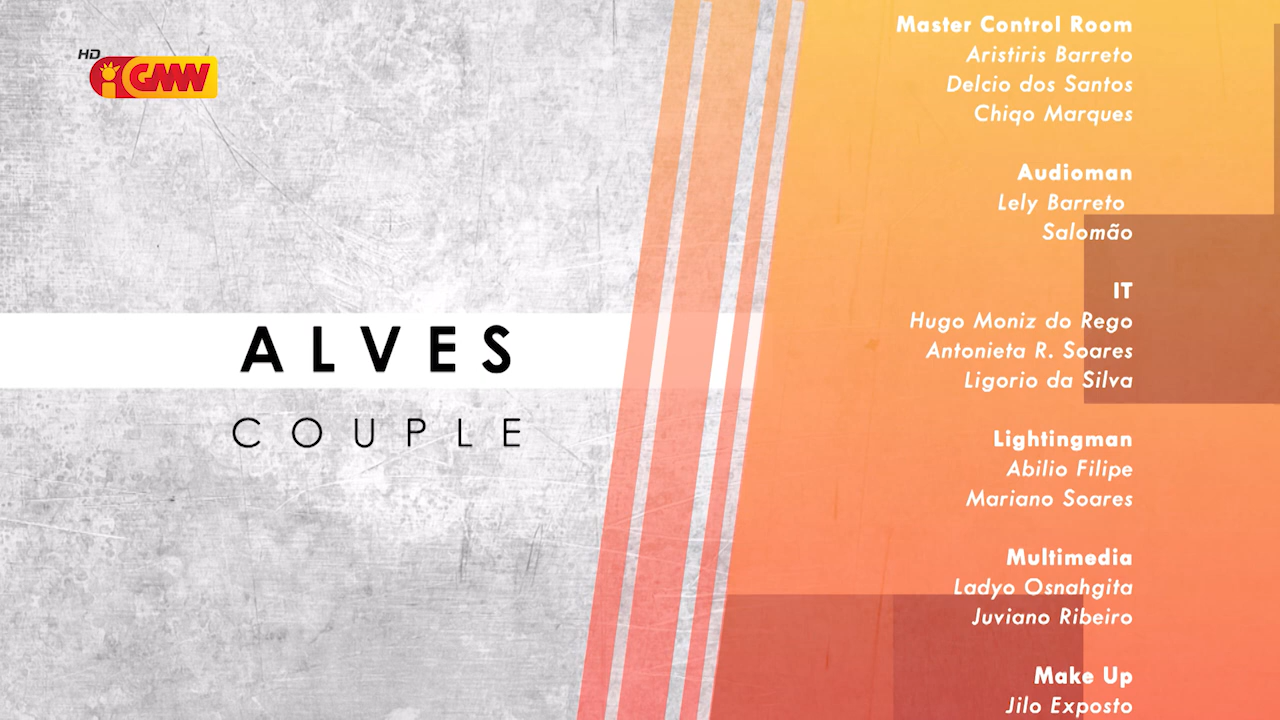 HD
GMN
ALVES
COUPLE
Master Control Room
Aristiris Barreto
Delcio dos Santos
Chiqo Marques
Audioman
Lely Barreto
Salomão
IT
Hugo Moniz do Rego
Antonieta R. Soares
Ligorio da Silva
Lightingman
Abilio Filipe
Mariano Soares
Multimedia
Ladyo Osnahgita
Juviano Ribeiro
Make Up
Jilo Exposto